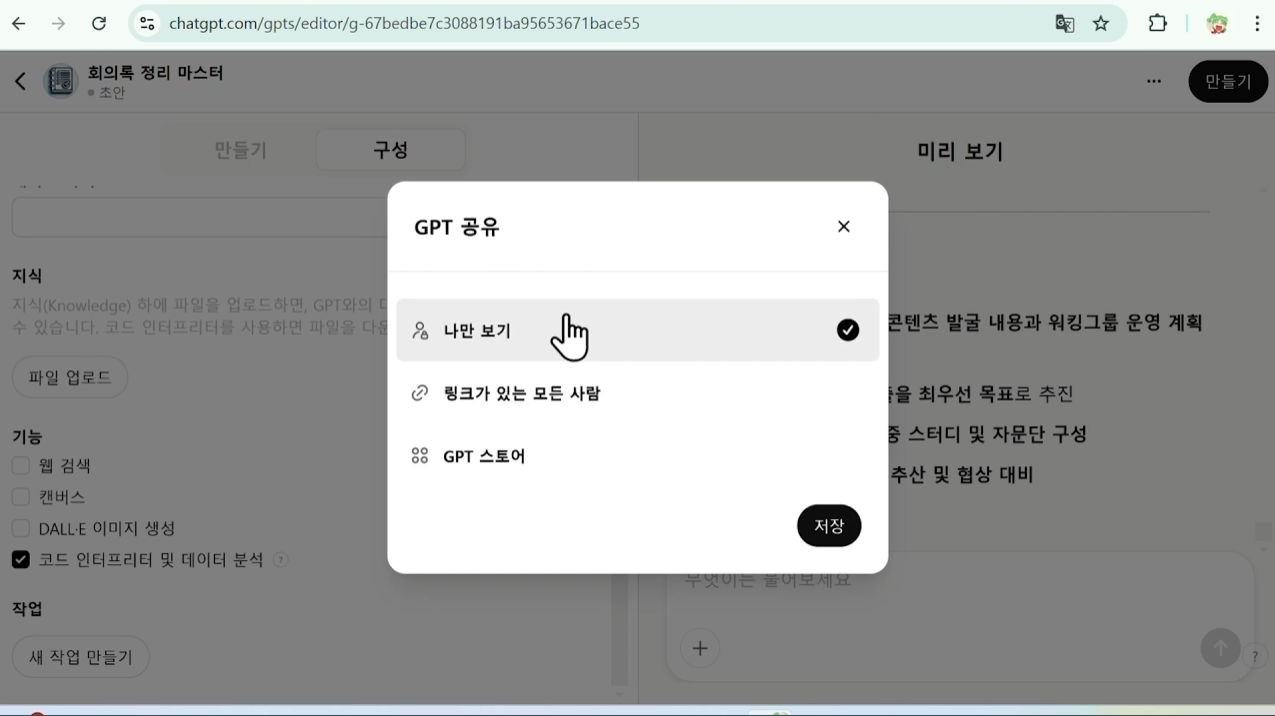 chatgpt.com/gpts/editor/g-67bedbe7c3088191ba95653671bace55
회의록 정리 마스터
초안
만들기
만들기
구성
미리 보기
GPT 공유
나만 보기
링크가 있는 모든 사람
GPT 스토어
저장
지식
지식(Knowledge) 하에 파일을 업로드하면, GPT와의
수 있습니다. 코드 인터프리터를 사용하면 파일을
파일 업로드
기능
웹 검색
캔버스
DALL·E 이미지 생성
코드 인터프리터 및 데이터 분석 ?
작업
새 작업 만들기
콘텐츠 발굴 내용과 워킹그룹 운영 계획
최우선 목표로 추진
스터디 및 자문단 구성
추산 및 협상 대비
무엇이든 물어보세요
?